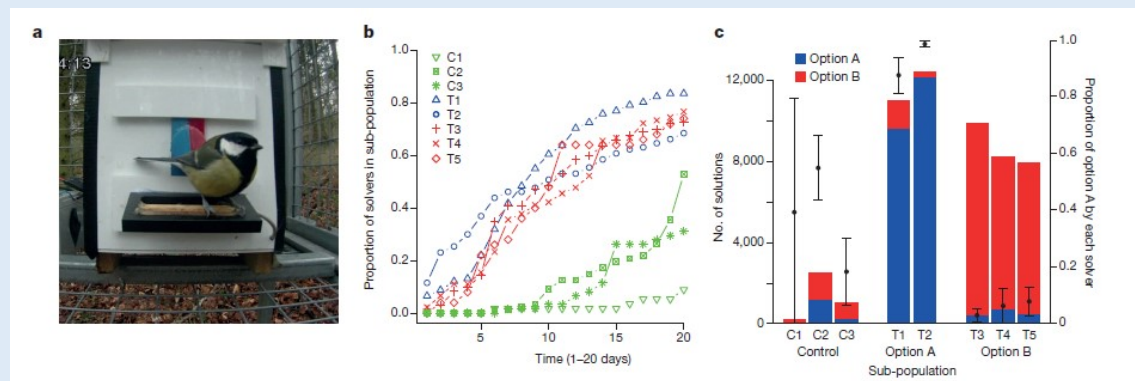 a
4:13
b
Proportion of solvers in sub-population
1.0
0.8
0.6
0.4
0.2
0.0
C1
C2
C3
T1
T2
T3
T4
T5
5 10 15 20
Time (1–20 days)
c
Option A
Option B
No. of solutions
12,000
8,000
4,000
0
1.0
0.8
0.6
0.4
0.2
0
Proportion of option A by each solver
C1 C2 C3 T1 T2 T3 T4 T5
Control Option A Option B
Sub-population